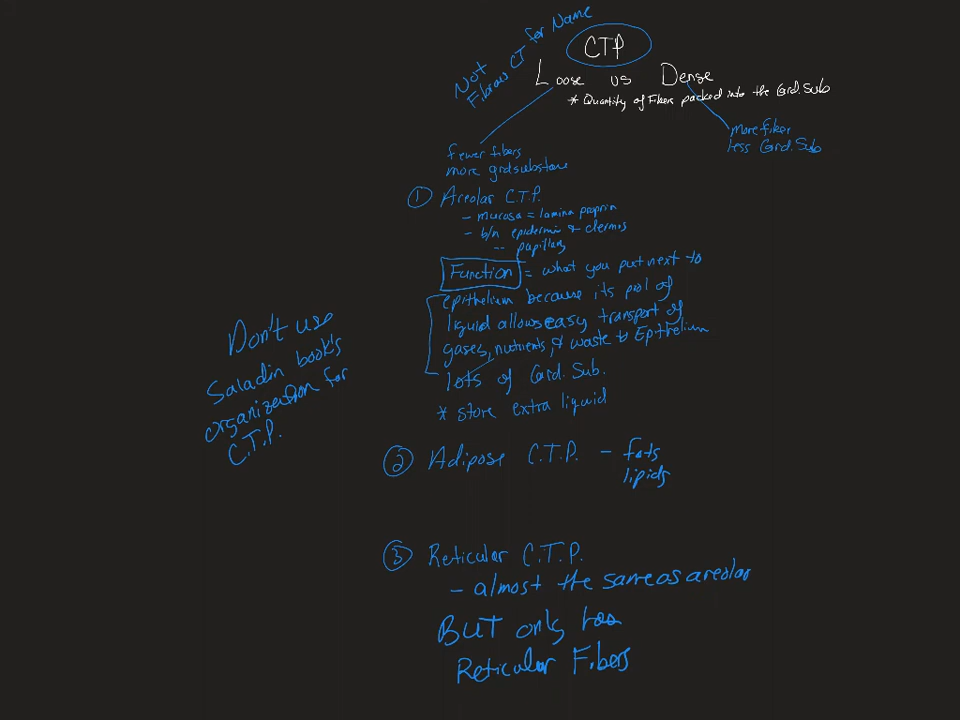 Not
Fibrous CT for Name
CTP
Loose vs Dense
* Quantity of Fibers packed into the Grd. Sub
fewer fibers
more grd substane
more fiber
less Grd. Sub
① Areolar C.T.P.
- mucosa = lamina propria
- b/n epidermis & dermos
-- papillary
Function = what you put next to
epithelium because its pool of
liquid allows easy transport of
gases, nutrients, & waste to Epithelium
lots of Grd. Sub.
* store extra liquid
Don't use
Saladin book's
organization for
C.T.P.
② Adipose C.T.P. - fats
lipids
③ Reticular C.T.P.
- almost the same as areolar
BUT only has
Reticular Fibers